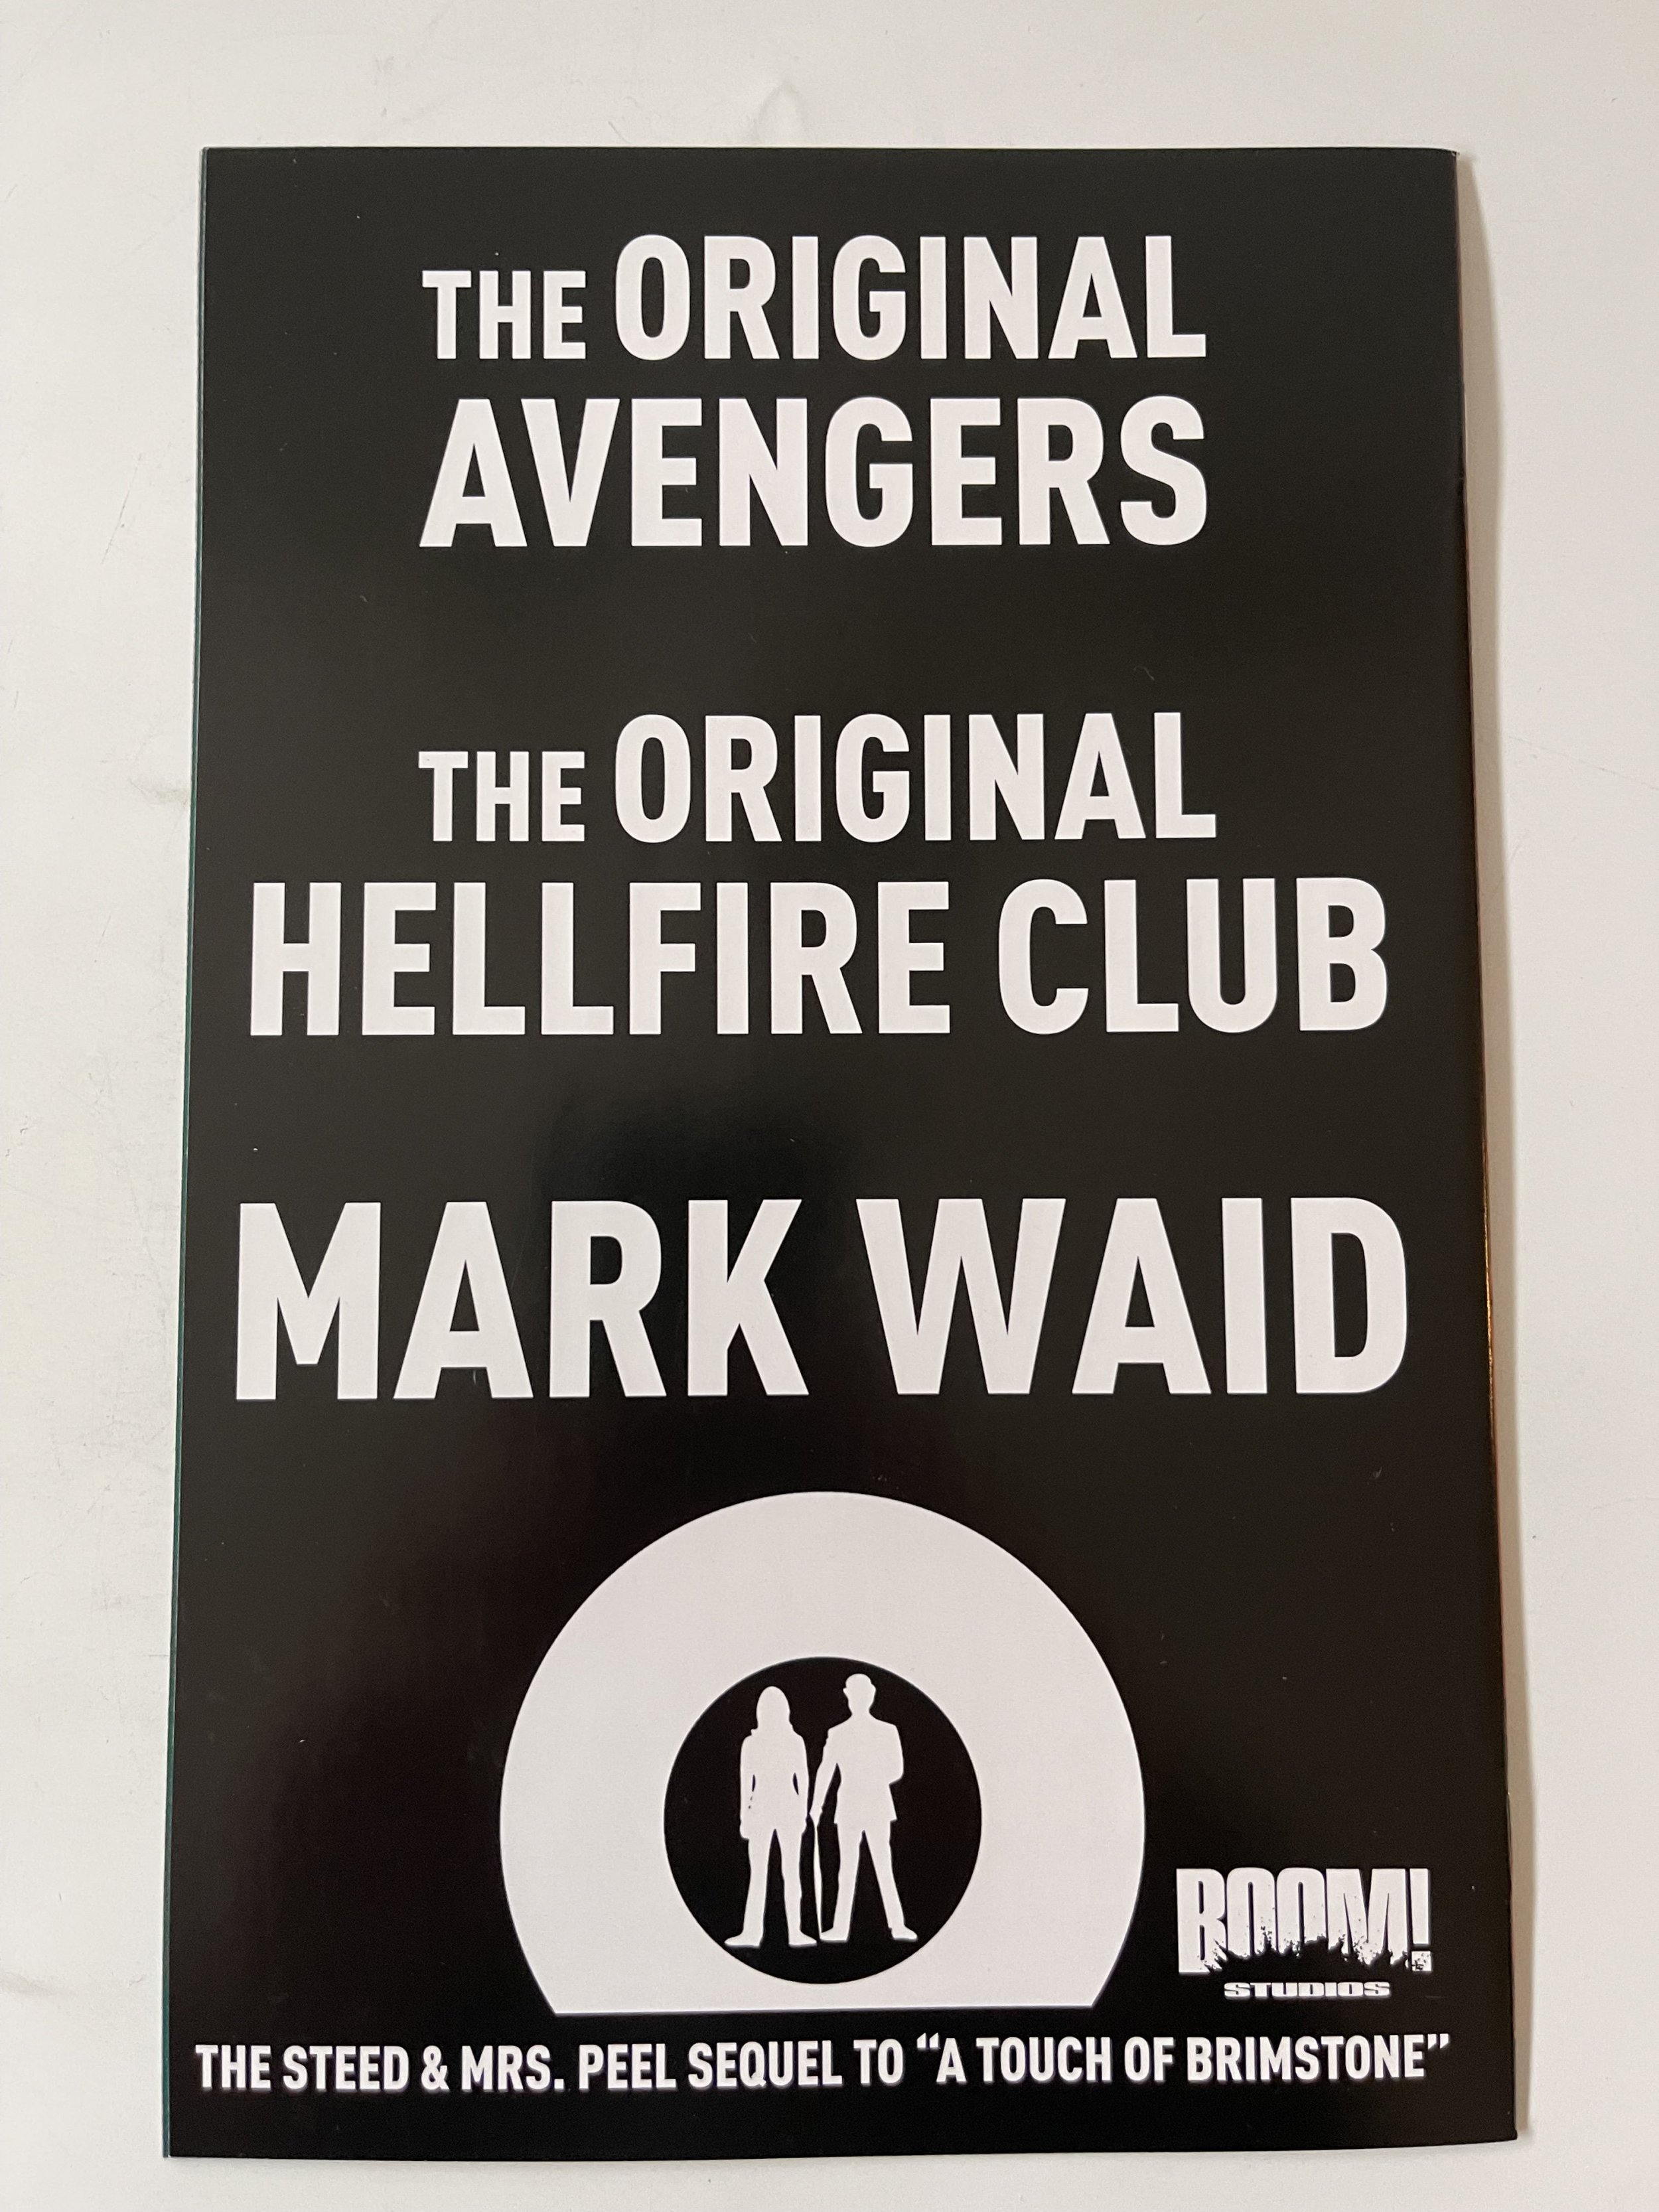 THE ORIGINAL
AVENGERS
THE ORIGINAL
HELLFIRE CLUB
MARK WAID
BOOM!
STUDIOS
THE STEED & MRS. PEEL SEQUEL TO “A TOUCH OF BRIMSTONE”